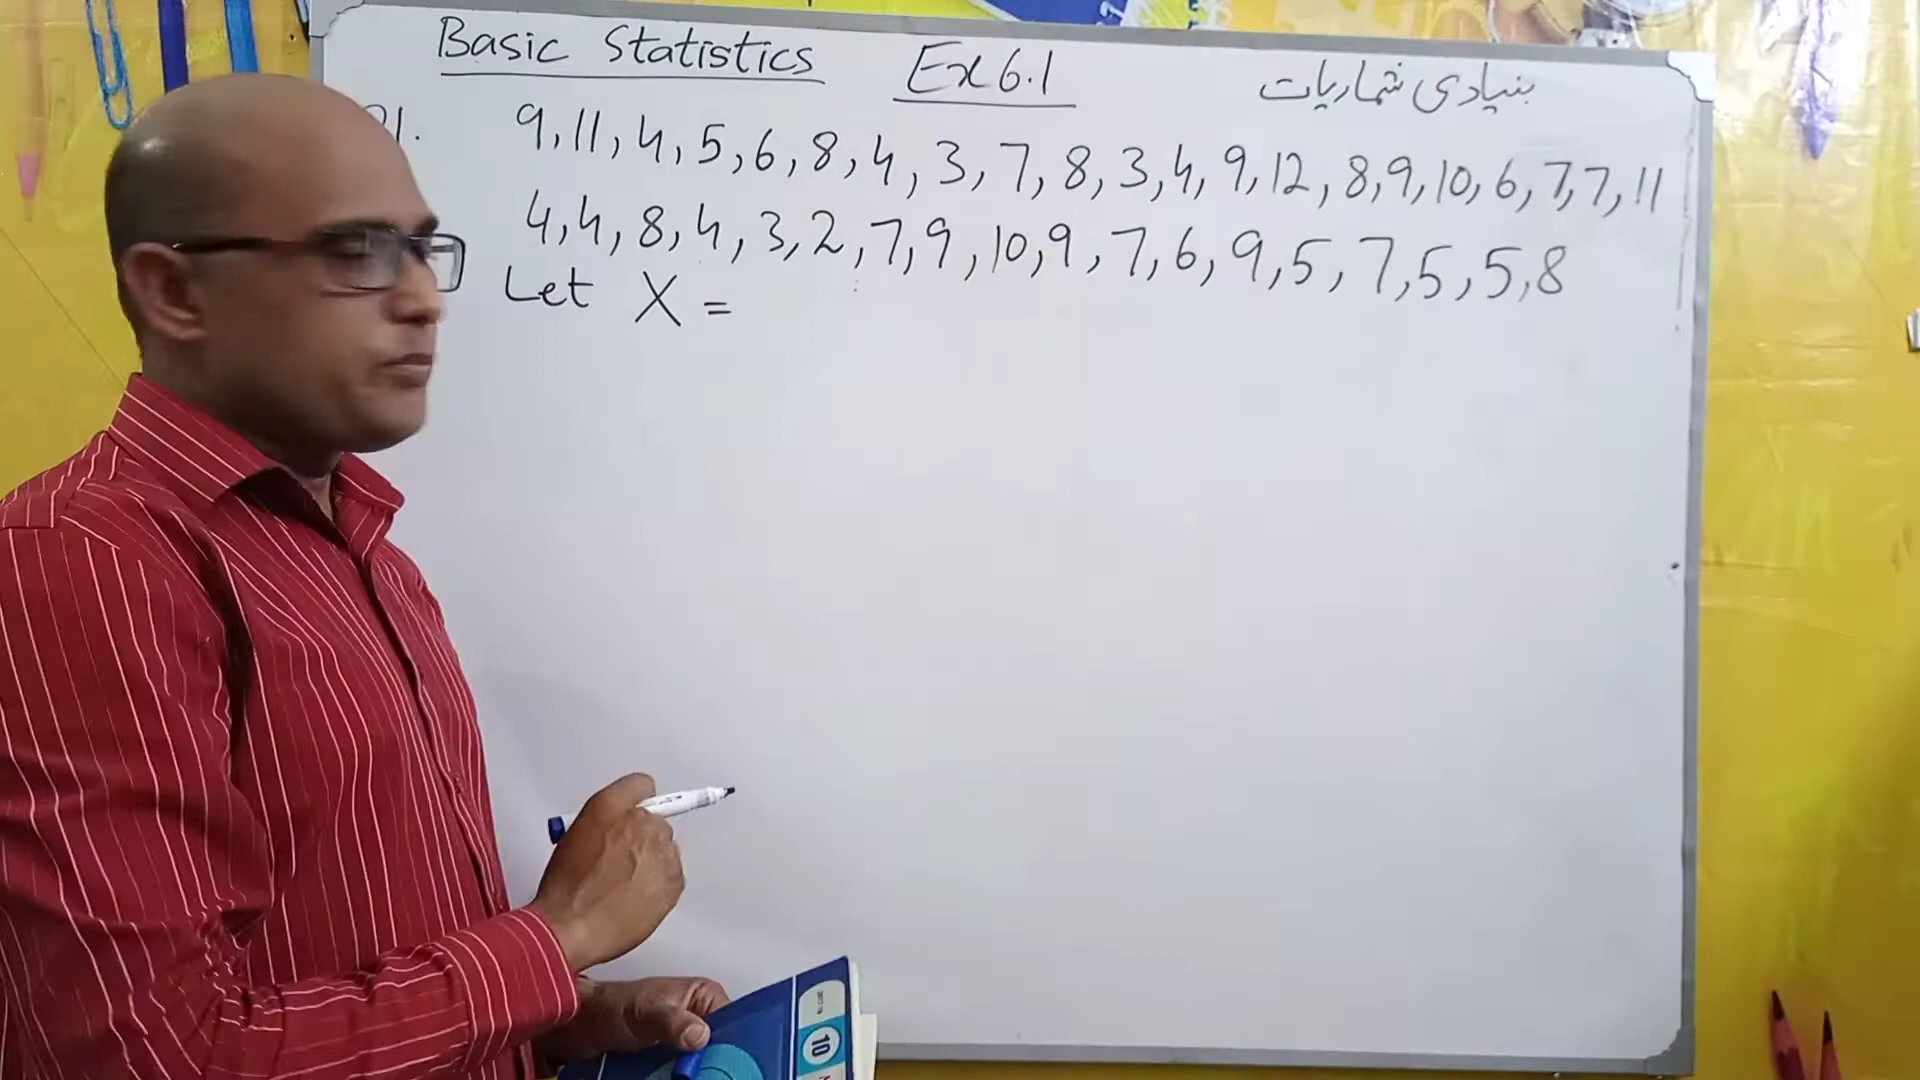 Basic Statistics Ex 6.1 بنیادی شماریات
1. 9, 11, 4, 5, 6, 8, 4, 3, 7, 8, 3, 4, 9, 12, 8, 9, 10, 6, 7, 7, 11
4, 4, 8, 4, 3, 2, 7, 9, 10, 9, 7, 6, 9, 5, 7, 5, 5, 8
Let X =
10